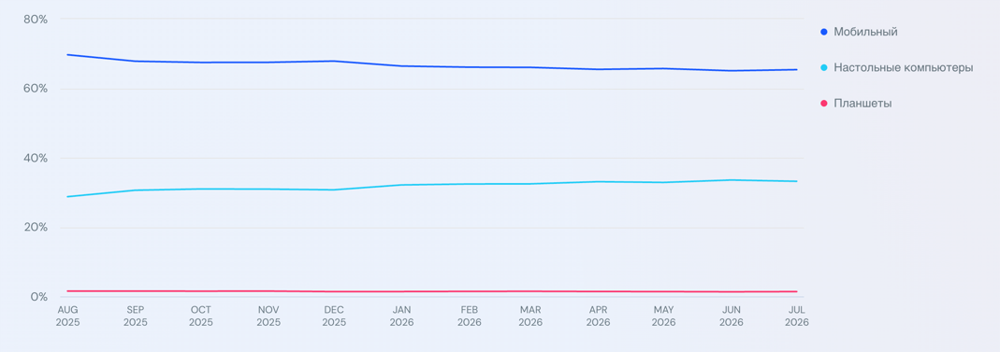 80%
Мобильный
Настольные компьютеры
60%
Планшеты
40%
20%
0%
AUG SEP OCT NOV DEC JAN FEB MAR APR MAY JUN JUL
2025 2025 2025 2025 2025 2026 2026 2026 2026 2026 2026 2026